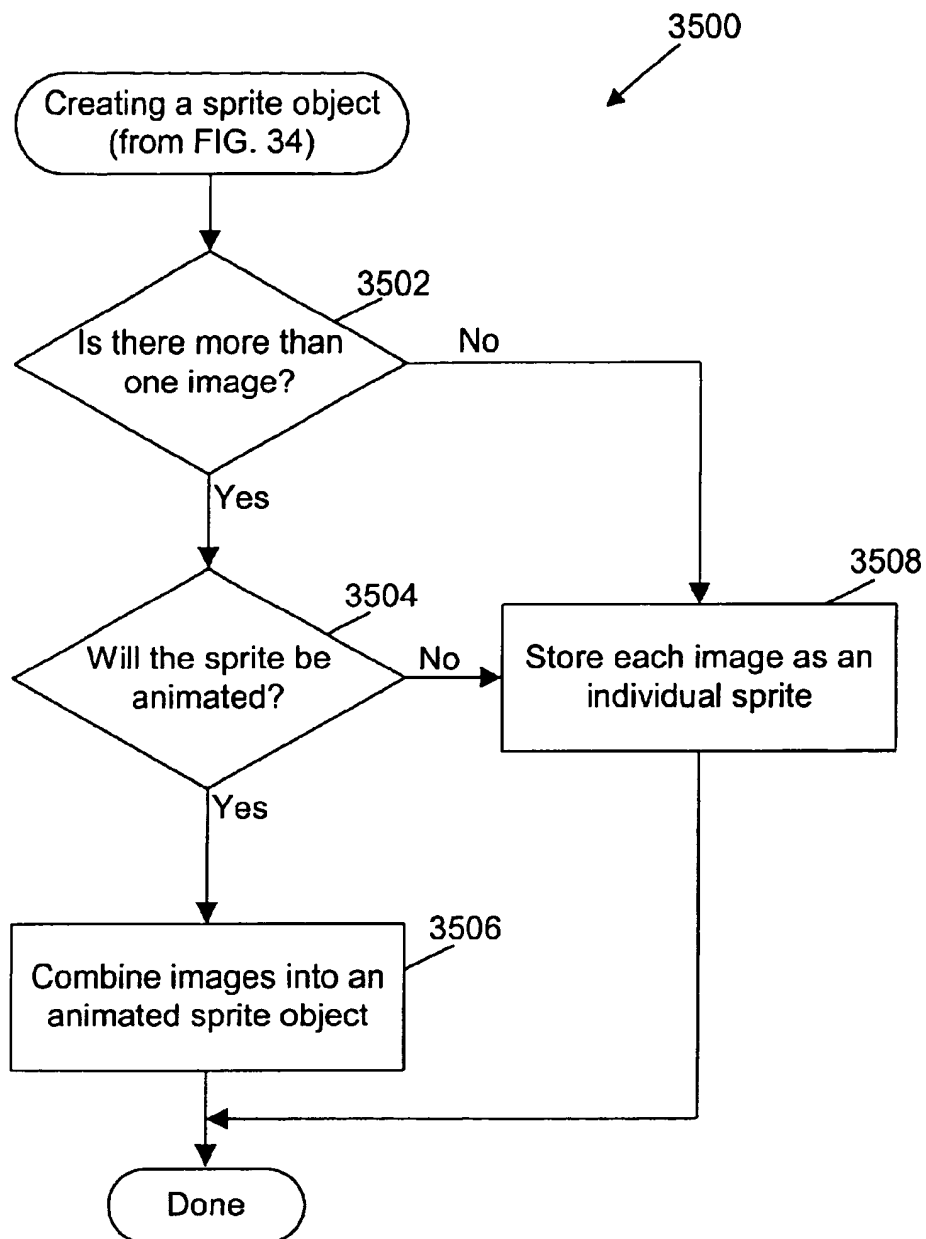 3500
Creating a sprite object
(from FIG. 34)
3502
Is there more than
one image?
No
Yes
3504
Will the sprite be
animated?
No
3508
Store each image as an
individual sprite
Yes
3506
Combine images into an
animated sprite object
Done